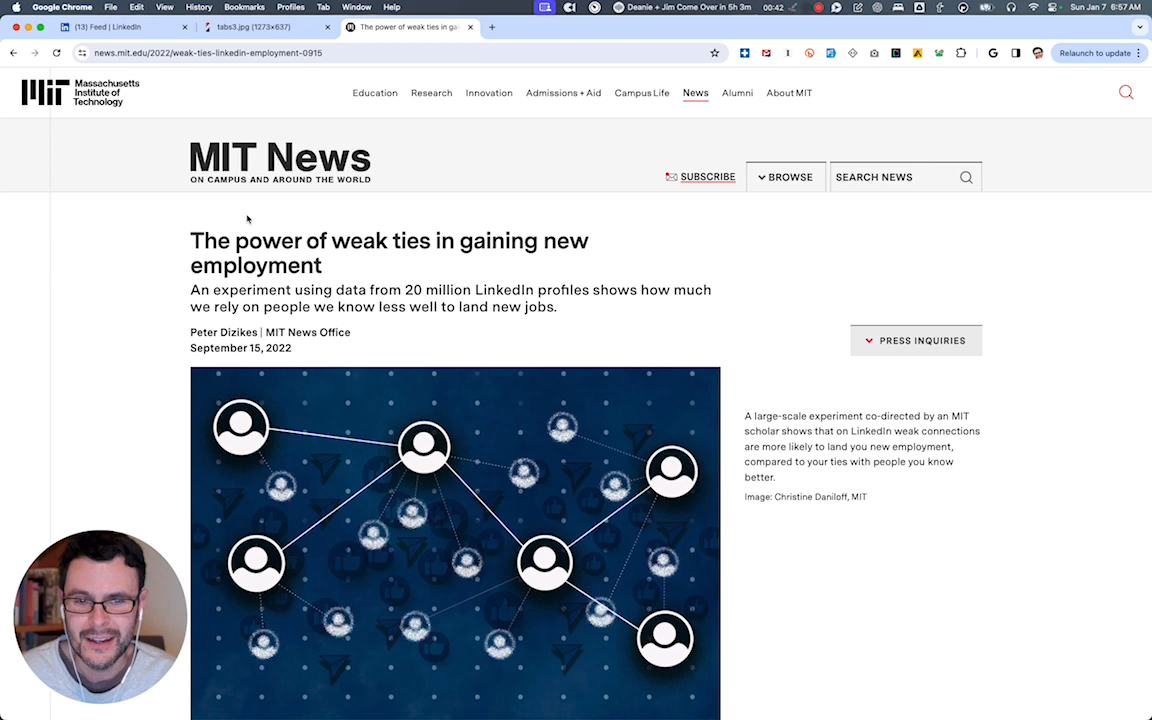 Google Chrome File Edit View History Bookmarks Profiles Tab Window Help Deanie + Jim Come Over in 5h 3m 00:42 Sun Jan 7 6:57 AM
(13) Feed | LinkedIn tabs3.jpg (1273×637) The power of weak ties in gai
news.mit.edu/2022/weak-ties-linkedin-employment-0915 Relaunch to update
Massachusetts
Institute of
Technology
Education Research Innovation Admissions + Aid Campus Life News Alumni About MIT
MIT News
ON CAMPUS AND AROUND THE WORLD
SUBSCRIBE BROWSE SEARCH NEWS
The power of weak ties in gaining new
employment
An experiment using data from 20 million LinkedIn profiles shows how much
we rely on people we know less well to land new jobs.
Peter Dizikes | MIT News Office
September 15, 2022
PRESS INQUIRIES
A large-scale experiment co-directed by an MIT
scholar shows that on LinkedIn weak connections
are more likely to land you new employment,
compared to your ties with people you know
better.
Image: Christine Daniloff, MIT